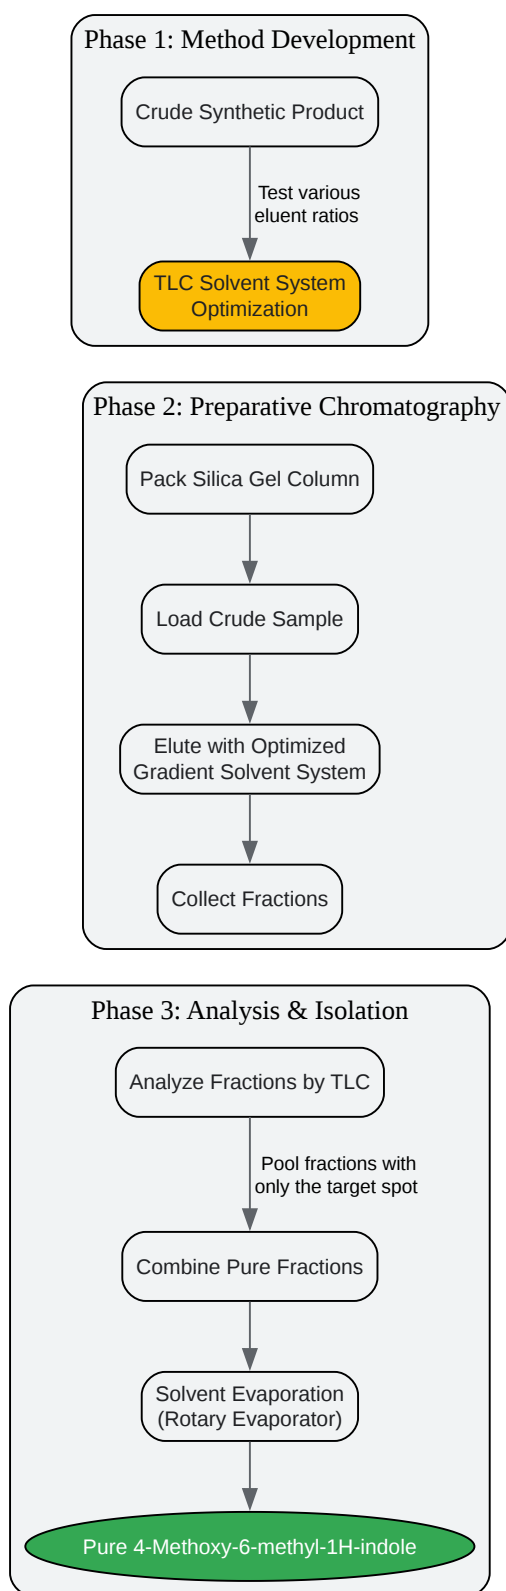 Phase 1: Method Development
Crude Synthetic Product
Test various
eluent ratios
TLC Solvent System
Optimization
Phase 2: Preparative Chromatography
Pack Silica Gel Column
Load Crude Sample
Elute with Optimized
Gradient Solvent System
Collect Fractions
Phase 3: Analysis & Isolation
Analyze Fractions by TLC
Pool fractions with
only the target spot
Combine Pure Fractions
Solvent Evaporation
(Rotary Evaporator)
Pure 4-Methoxy-6-methyl-1H-indole